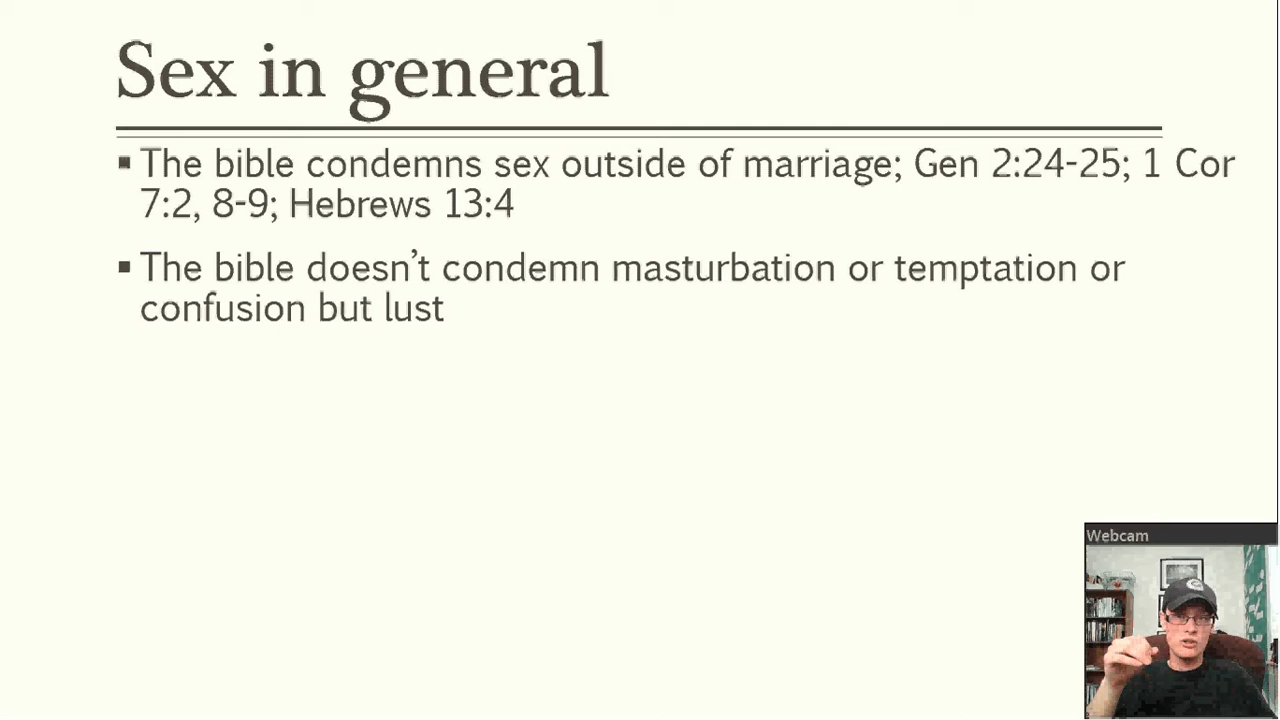 Sex in general
▪ The bible condemns sex outside of marriage; Gen 2:24-25; 1 Cor
7:2, 8-9; Hebrews 13:4
▪ The bible doesn't condemn masturbation or temptation or
confusion but lust
Webcam